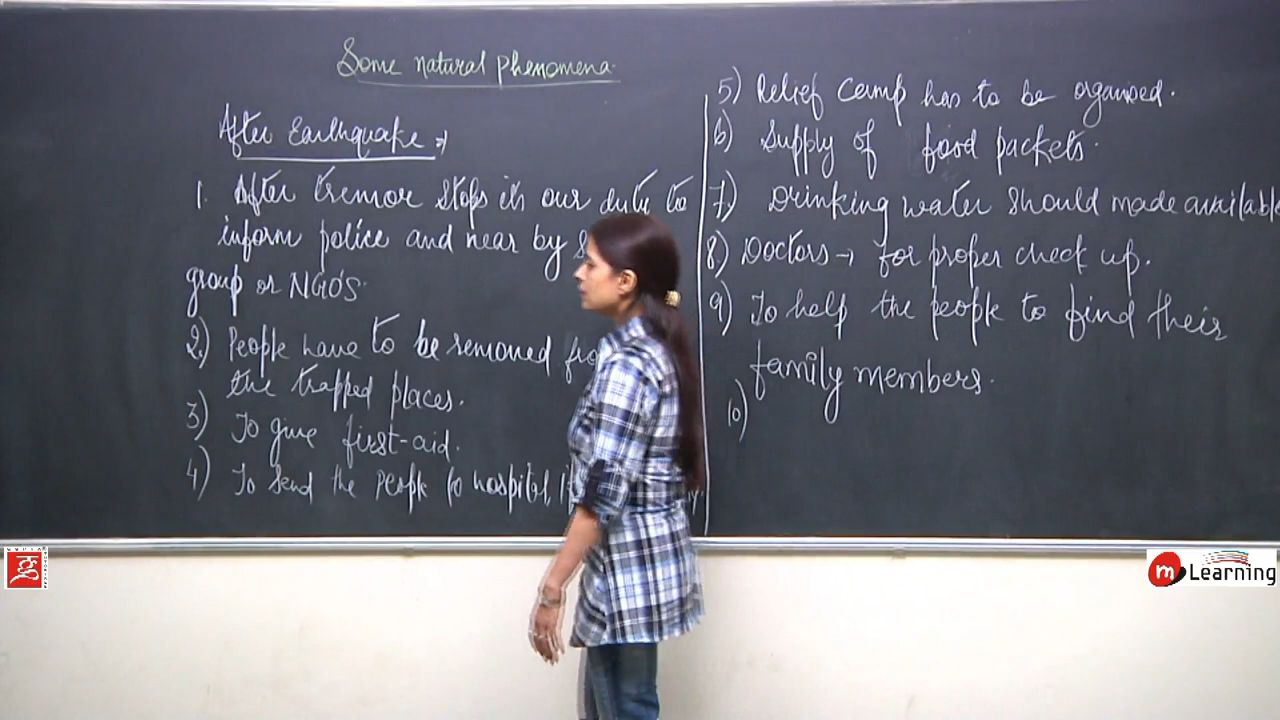 Some natural phenomena.
After Earthquake →
1. After tremor stops its our duty to
inform police and near by
group or NGO'S.
2.) People have to be removed
the trapped places.
3) To give first-aid.
4) To send the people to hospital,
5) Relief camp has to be organised.
6) Supply of food packets.
7) Drinking water should made available
8) Doctors → for proper check up.
9) To help the people to find their
family members.
10)
m Learning